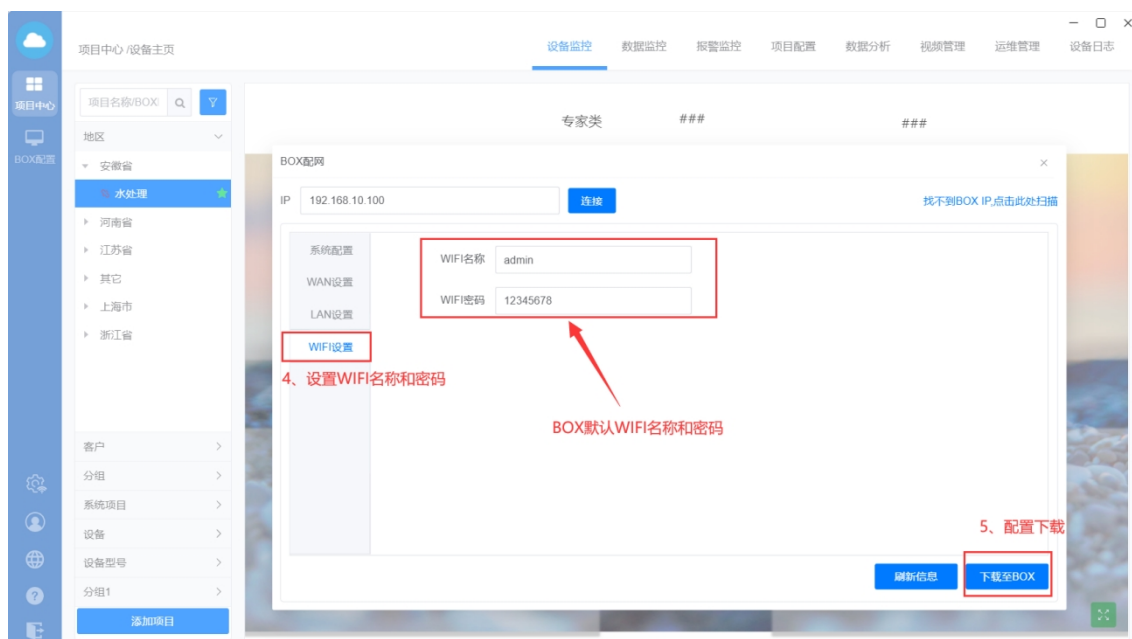 项目中心 /设备主页
设备监控 数据监控 报警监控 项目配置 数据分析 视频管理 运维管理 设备日志
项目中心
BOX配置
项目名称/BOX
地区
安徽省
水处理
河南省
江苏省
其它
上海市
浙江省
客户
分组
系统项目
设备
设备型号
分组1
添加项目
专家类 ### ###
BOX配网
IP 192.168.10.100 连接 找不到BOX IP,点击此处扫描
系统配置
WAN设置
LAN设置
WIFI设置
WIFI名称 admin
WIFI密码 12345678
4、设置WIFI名称和密码
BOX默认WIFI名称和密码
5、配置下载
刷新信息 下载至BOX